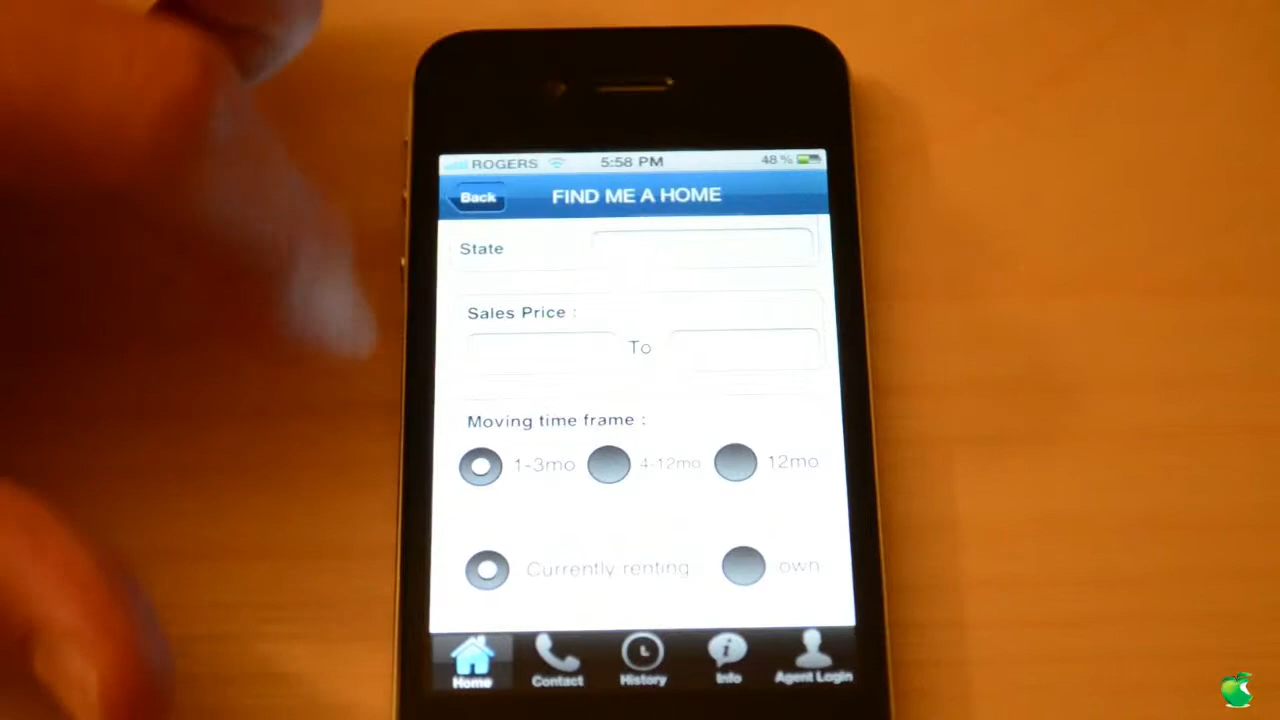 ROGERS 5:58 PM 48%
Back FIND ME A HOME
State
Sales Price :
To
Moving time frame :
1-3mo 4-12mo 12mo
Currently renting own
Home Contact History Info Agent Login